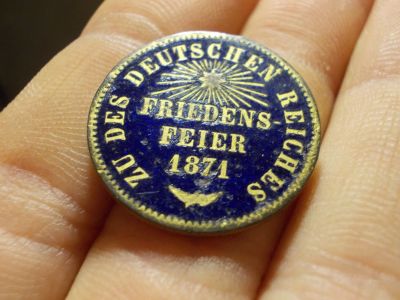 ZU DES DEUTSCHEN REICHES
FRIEDENS-
FEIER
1871